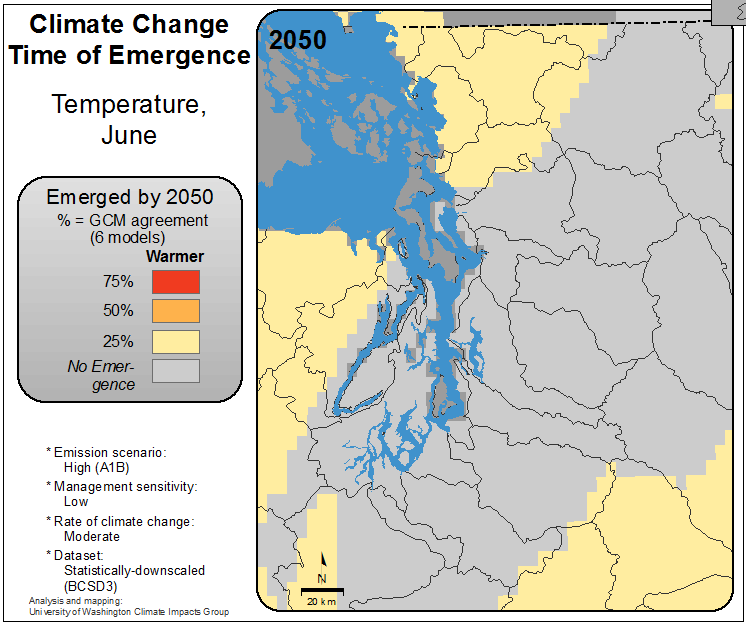 Climate Change
Time of Emergence
Temperature,
June
Emerged by 2050
% = GCM agreement
(6 models)
Warmer
75%
50%
25%
No Emer-
gence
* Emission scenario:
High (A1B)
* Management sensitivity:
Low
* Rate of climate change:
Moderate
* Dataset:
Statistically-downscaled
(BCSD3)
Analysis and mapping:
University of Washington Climate Impacts Group
2050
N
20 km